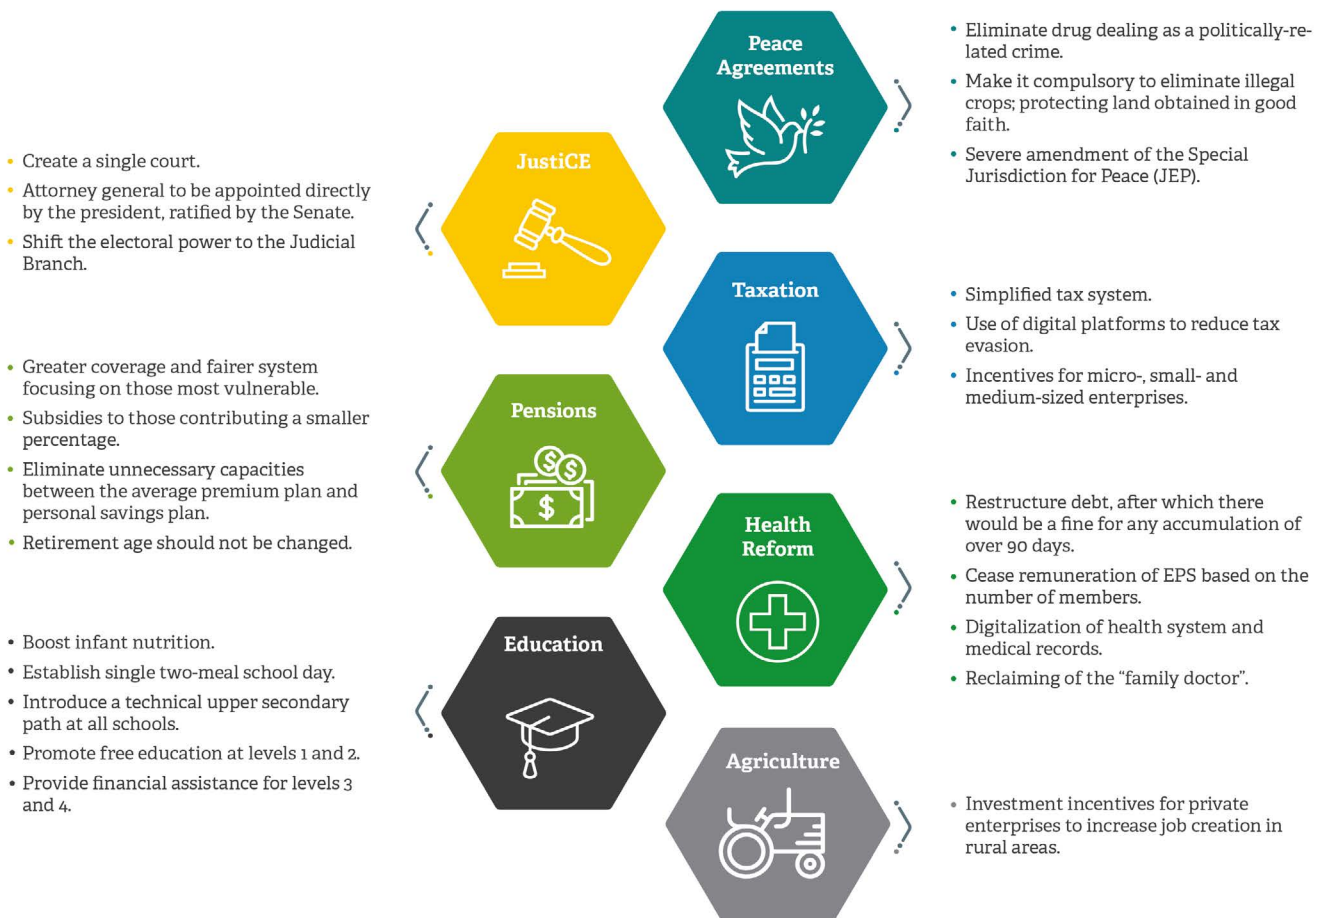 Peace
Agreements
• Eliminate drug dealing as a politically-re-
lated crime.
• Make it compulsory to eliminate illegal
crops; protecting land obtained in good
faith.
• Severe amendment of the Special
Jurisdiction for Peace (JEP).
JustiCE
• Create a single court.
• Attorney general to be appointed directly
by the president, ratified by the Senate.
• Shift the electoral power to the Judicial
Branch.
Taxation
• Simplified tax system.
• Use of digital platforms to reduce tax
evasion.
• Incentives for micro-, small- and
medium-sized enterprises.
Pensions
• Greater coverage and fairer system
focusing on those most vulnerable.
• Subsidies to those contributing a smaller
percentage.
• Eliminate unnecessary capacities
between the average premium plan and
personal savings plan.
• Retirement age should not be changed.
Health
Reform
• Restructure debt, after which there
would be a fine for any accumulation of
over 90 days.
• Cease remuneration of EPS based on the
number of members.
• Digitalization of health system and
medical records.
• Reclaiming of the “family doctor”.
Education
• Boost infant nutrition.
• Establish single two-meal school day.
• Introduce a technical upper secondary
path at all schools.
• Promote free education at levels 1 and 2.
• Provide financial assistance for levels 3
and 4.
Agriculture
• Investment incentives for private
enterprises to increase job creation in
rural areas.